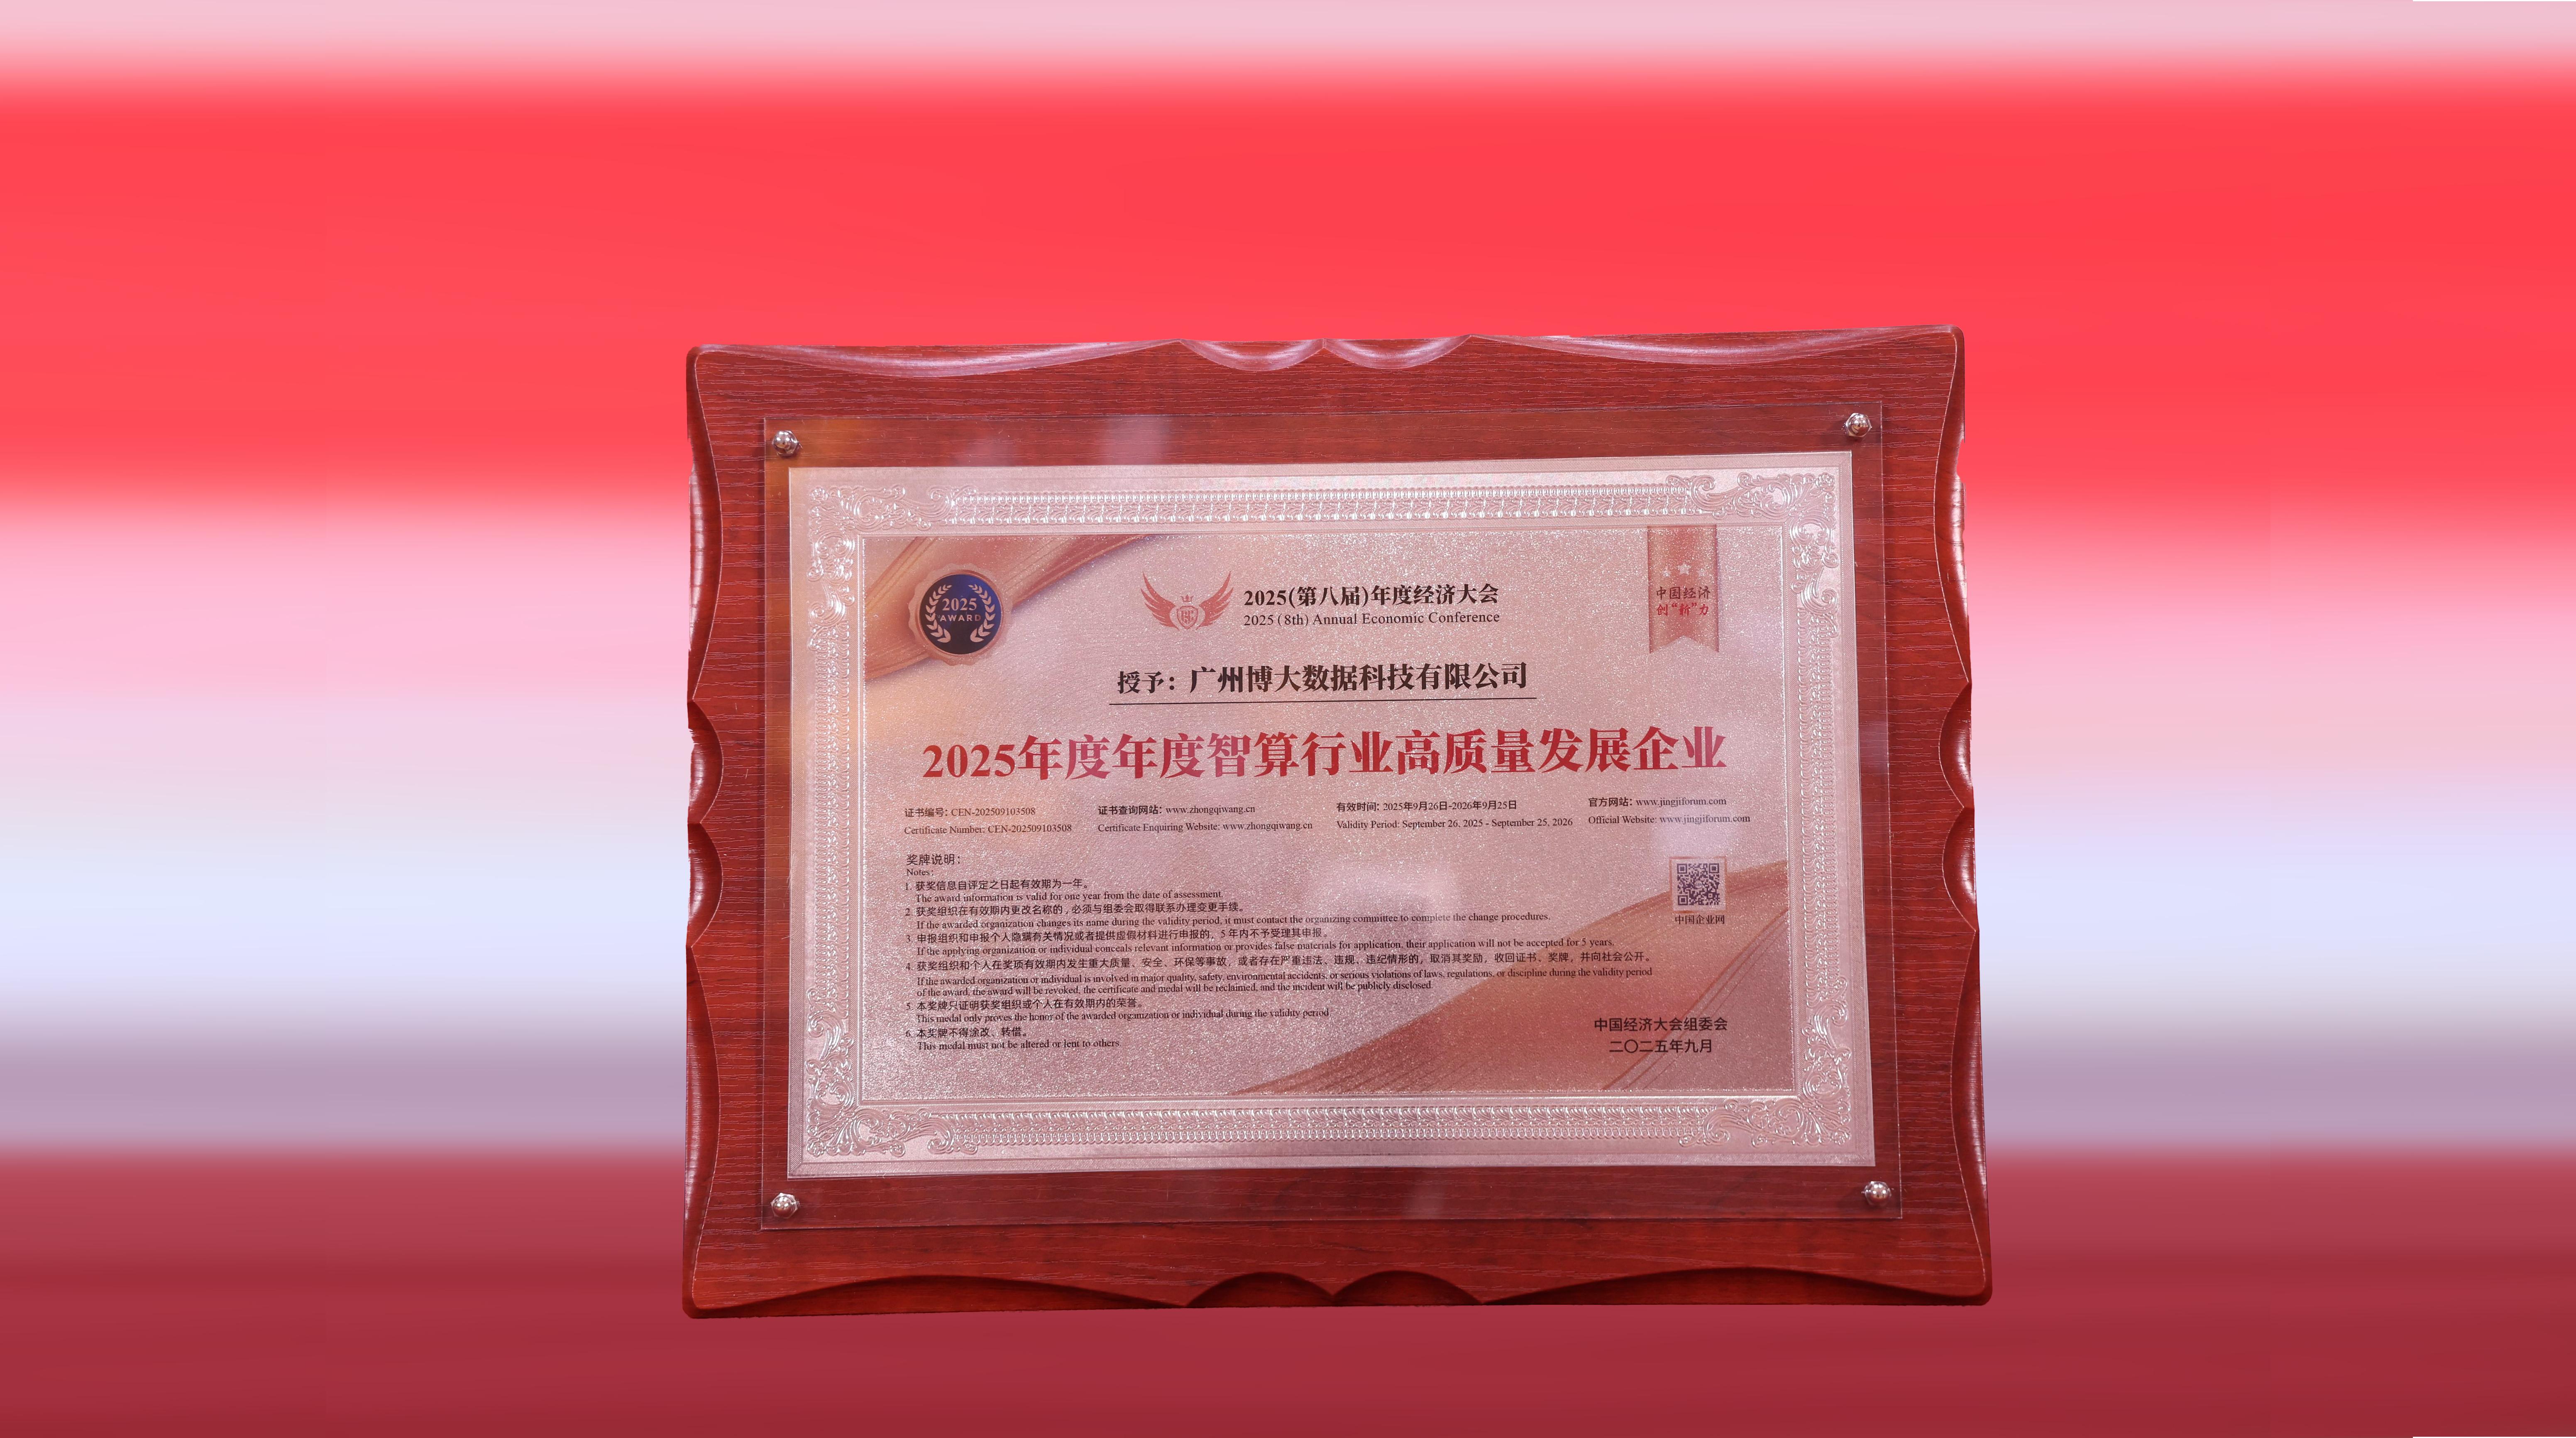 2025
AWARD
2025(第八届)年度经济大会
2025 (8th) Annual Economic Conference
中国经济
创“新”力
授予：广州博大数据科技有限公司
2025年度年度智算行业高质量发展企业
证书编号: CEN-202509103508
Certificate Number: CEN-202509103508
证书查询网站: www.zhongqiwang.cn
Certificate Enquiring Website: www.zhongqiwang.cn
有效时间: 2025年9月26日-2026年9月25日
Validity Period: September 26, 2025 - September 25, 2026
官方网站: www.jingjiforum.com
Official Website: www.jingjiforum.com
奖牌说明：
Notes:
1. 获奖信息自评定之日起有效期为一年。
The award information is valid for one year from the date of assessment.
2. 获奖组织在有效期内更改名称的，必须与组委会取得联系办理变更手续。
If the awarded organization changes its name during the validity period, it must contact the organizing committee to complete the change procedures.
3. 申报组织和申报个人隐瞒有关情况或者提供虚假材料进行申报的，5 年内不予受理其申报。
If the applying organization or individual conceals relevant information or provides false materials for application, their application will not be accepted for 5 years.
4. 获奖组织和个人在奖项有效期内发生重大质量、安全、环保等事故，或者存在严重违法、违规、违纪情形的，取消其奖励，收回证书、奖牌，并向社会公开。
If the awarded organization or individual is involved in major quality, safety, environmental accidents, or serious violations of laws, regulations, or discipline during the validity period
of the award, the award will be revoked, the certificate and medal will be reclaimed, and the incident will be publicly disclosed.
5. 本奖牌只证明获奖组织或个人在有效期内的荣誉。
This medal only proves the honor of the awarded organization or individual during the validity period
6. 本奖牌不得涂改、转借。
This medal must not be altered or lent to others.
中国企业网
中国经济大会组委会
二〇二五年九月